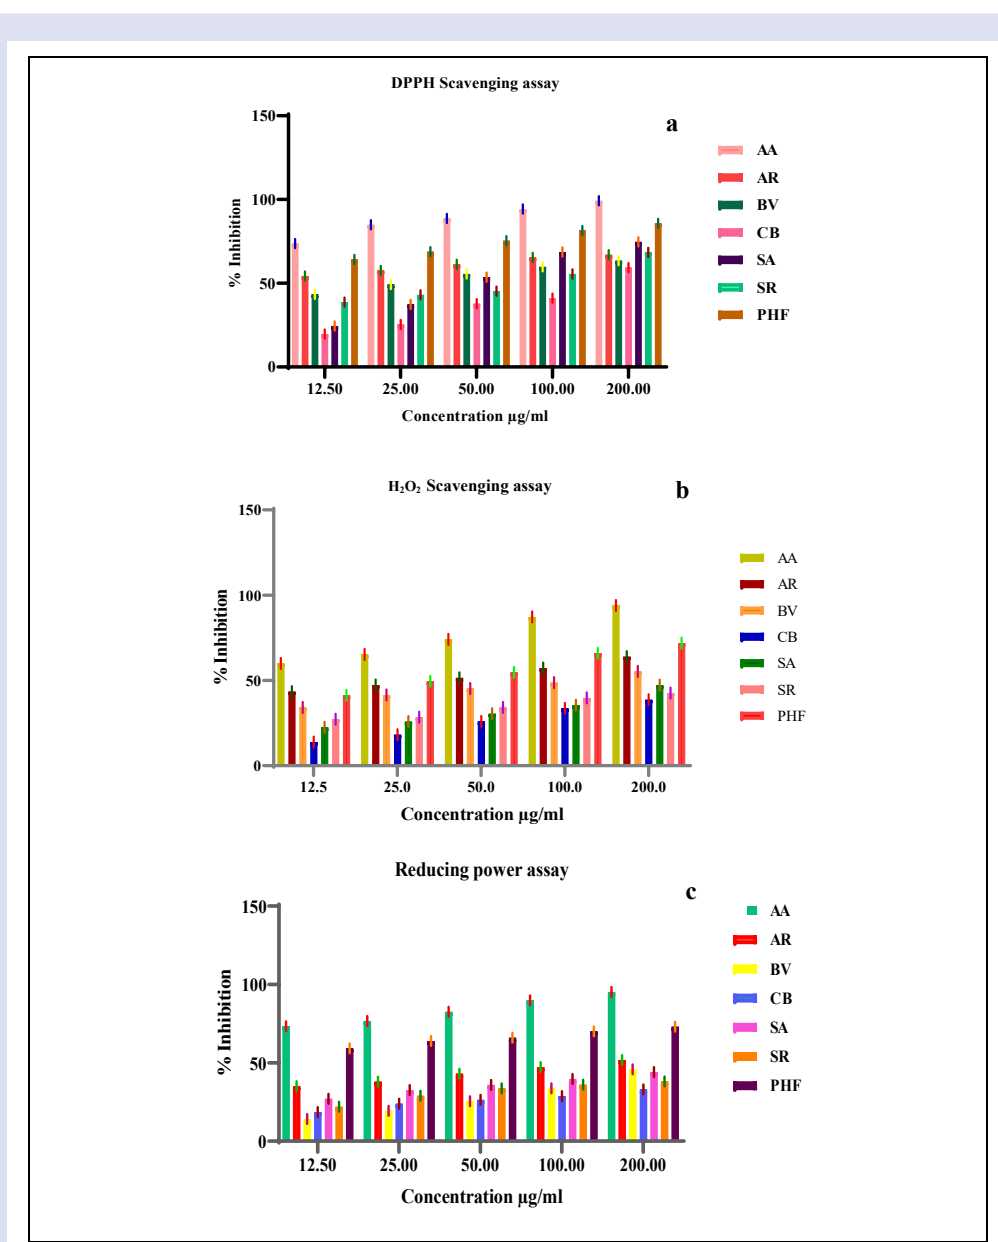 DPPH Scavenging assay
a
150
100
50
0
% Inhibition
12.50 25.00 50.00 100.00 200.00
Concentration µg/ml
AA
AR
BV
CB
SA
SR
PHF
H₂O₂ Scavenging assay
b
150
100
50
0
% Inhibition
12.5 25.0 50.0 100.0 200.0
Concentration µg/ml
AA
AR
BV
CB
SA
SR
PHF
Reducing power assay
c
150
100
50
0
% Inhibition
12.50 25.00 50.00 100.00 200.00
Concentration µg/ml
AA
AR
BV
CB
SA
SR
PHF